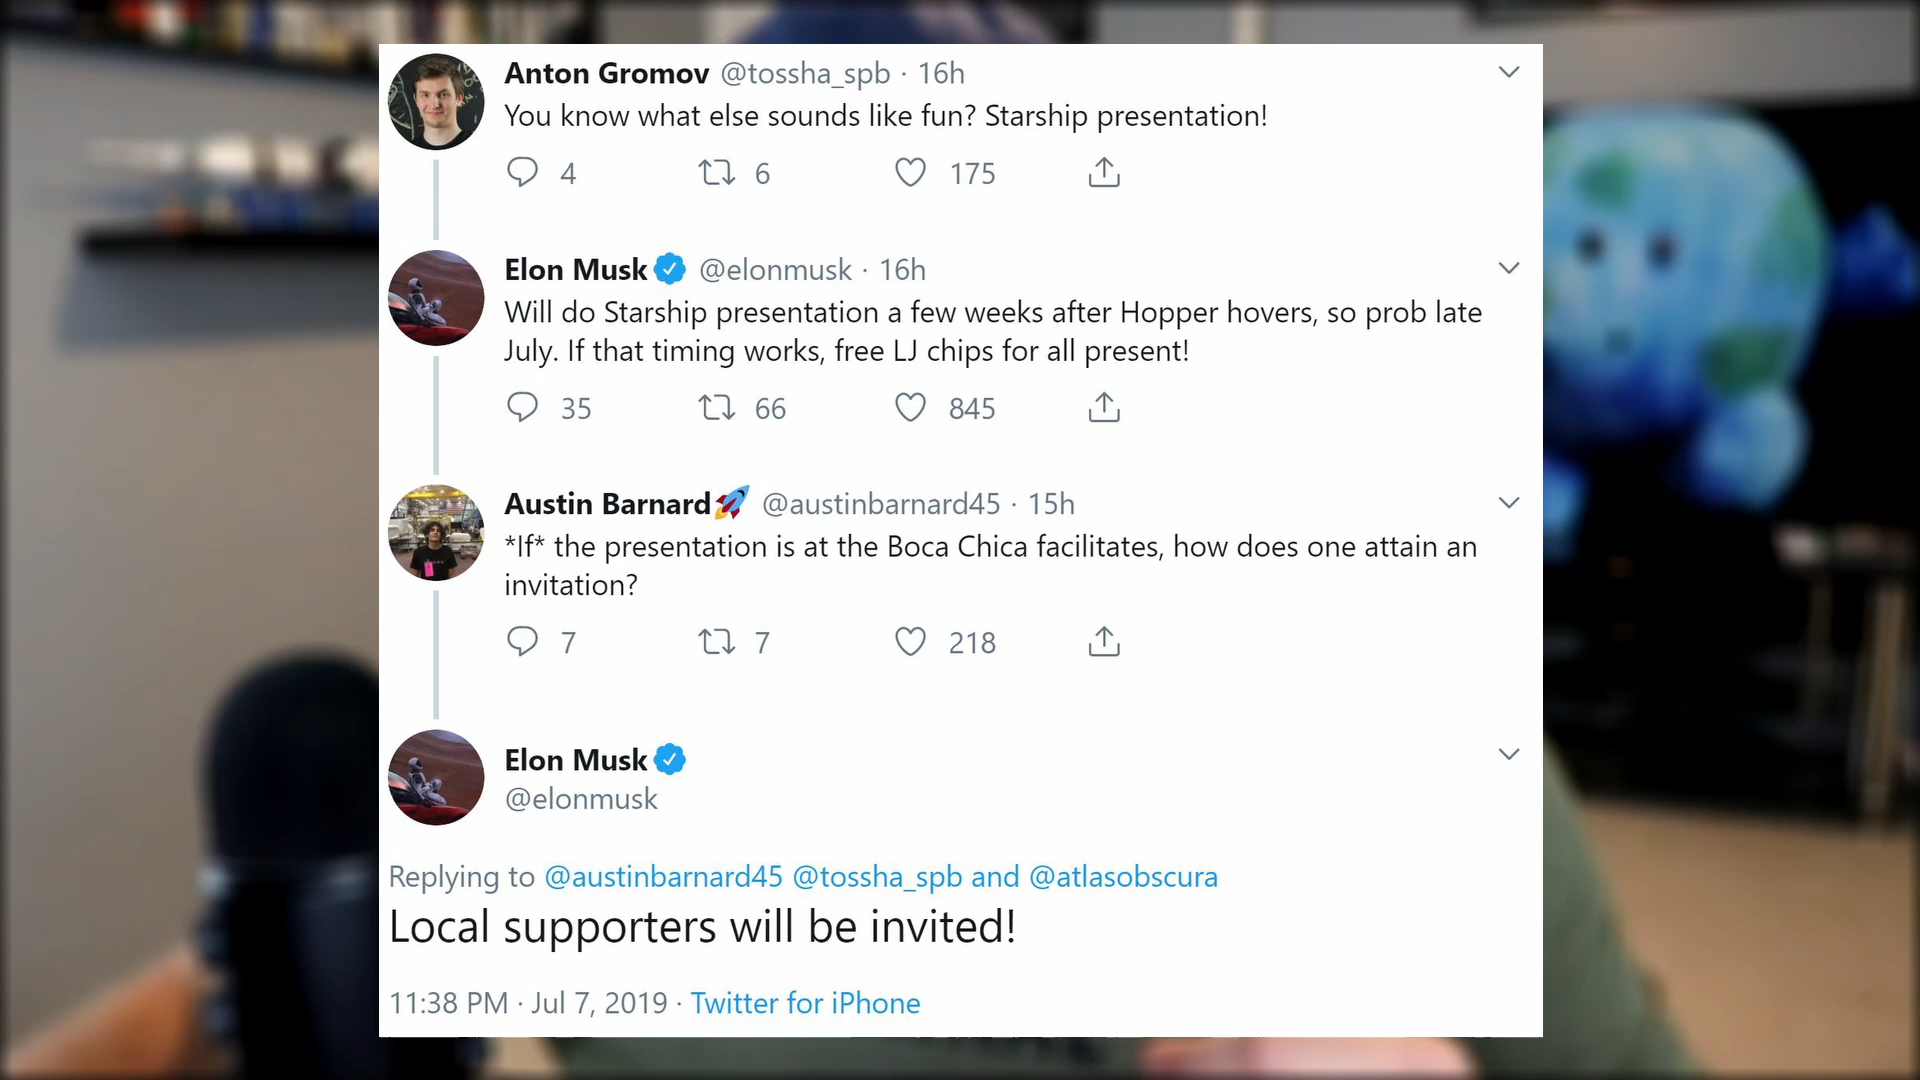 Anton Gromov @tossha_spb · 16h
You know what else sounds like fun? Starship presentation!
4 6 175
Elon Musk @elonmusk · 16h
Will do Starship presentation a few weeks after Hopper hovers, so prob late
July. If that timing works, free LJ chips for all present!
35 66 845
Austin Barnard🚀 @austinbarnard45 · 15h
*If* the presentation is at the Boca Chica facilitates, how does one attain an
invitation?
7 7 218
Elon Musk
@elonmusk
Replying to @austinbarnard45 @tossha_spb and @atlasobscura
Local supporters will be invited!
11:38 PM · Jul 7, 2019 · Twitter for iPhone